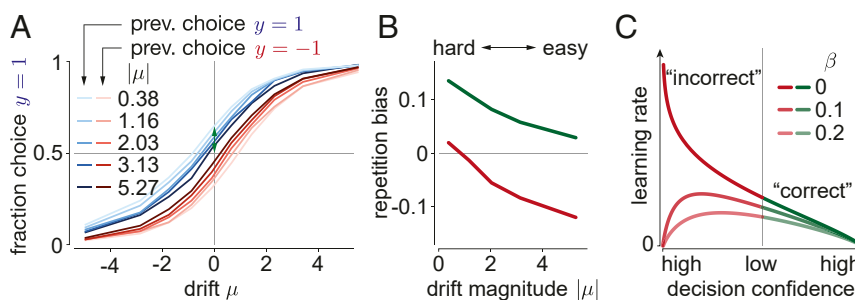 A
prev. choice y = 1
prev. choice y = −1
|μ|
0.38
1.16
2.03
3.13
5.27
fraction choice y = 1
1
0.5
0
-4 -2 0 2 4
drift μ
B
hard easy
repetition bias
0.1
0
-0.1
0 2 4
drift magnitude |μ|
C
β
0
0.1
0.2
"incorrect"
"correct"
learning rate
0
high low high
decision confidence